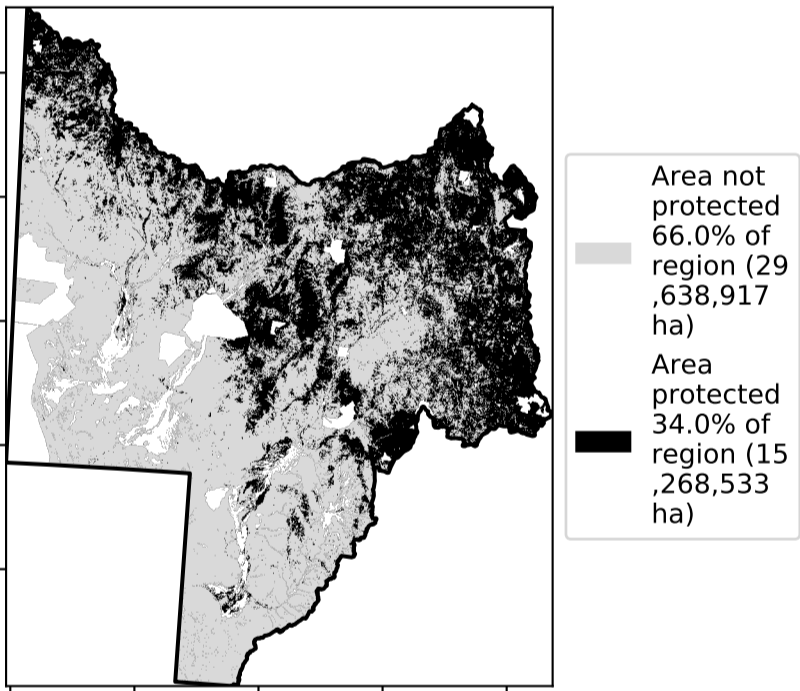 Area not
protected
66.0% of
region (29
,638,917
ha)
Area
protected
34.0% of
region (15
,268,533
ha)